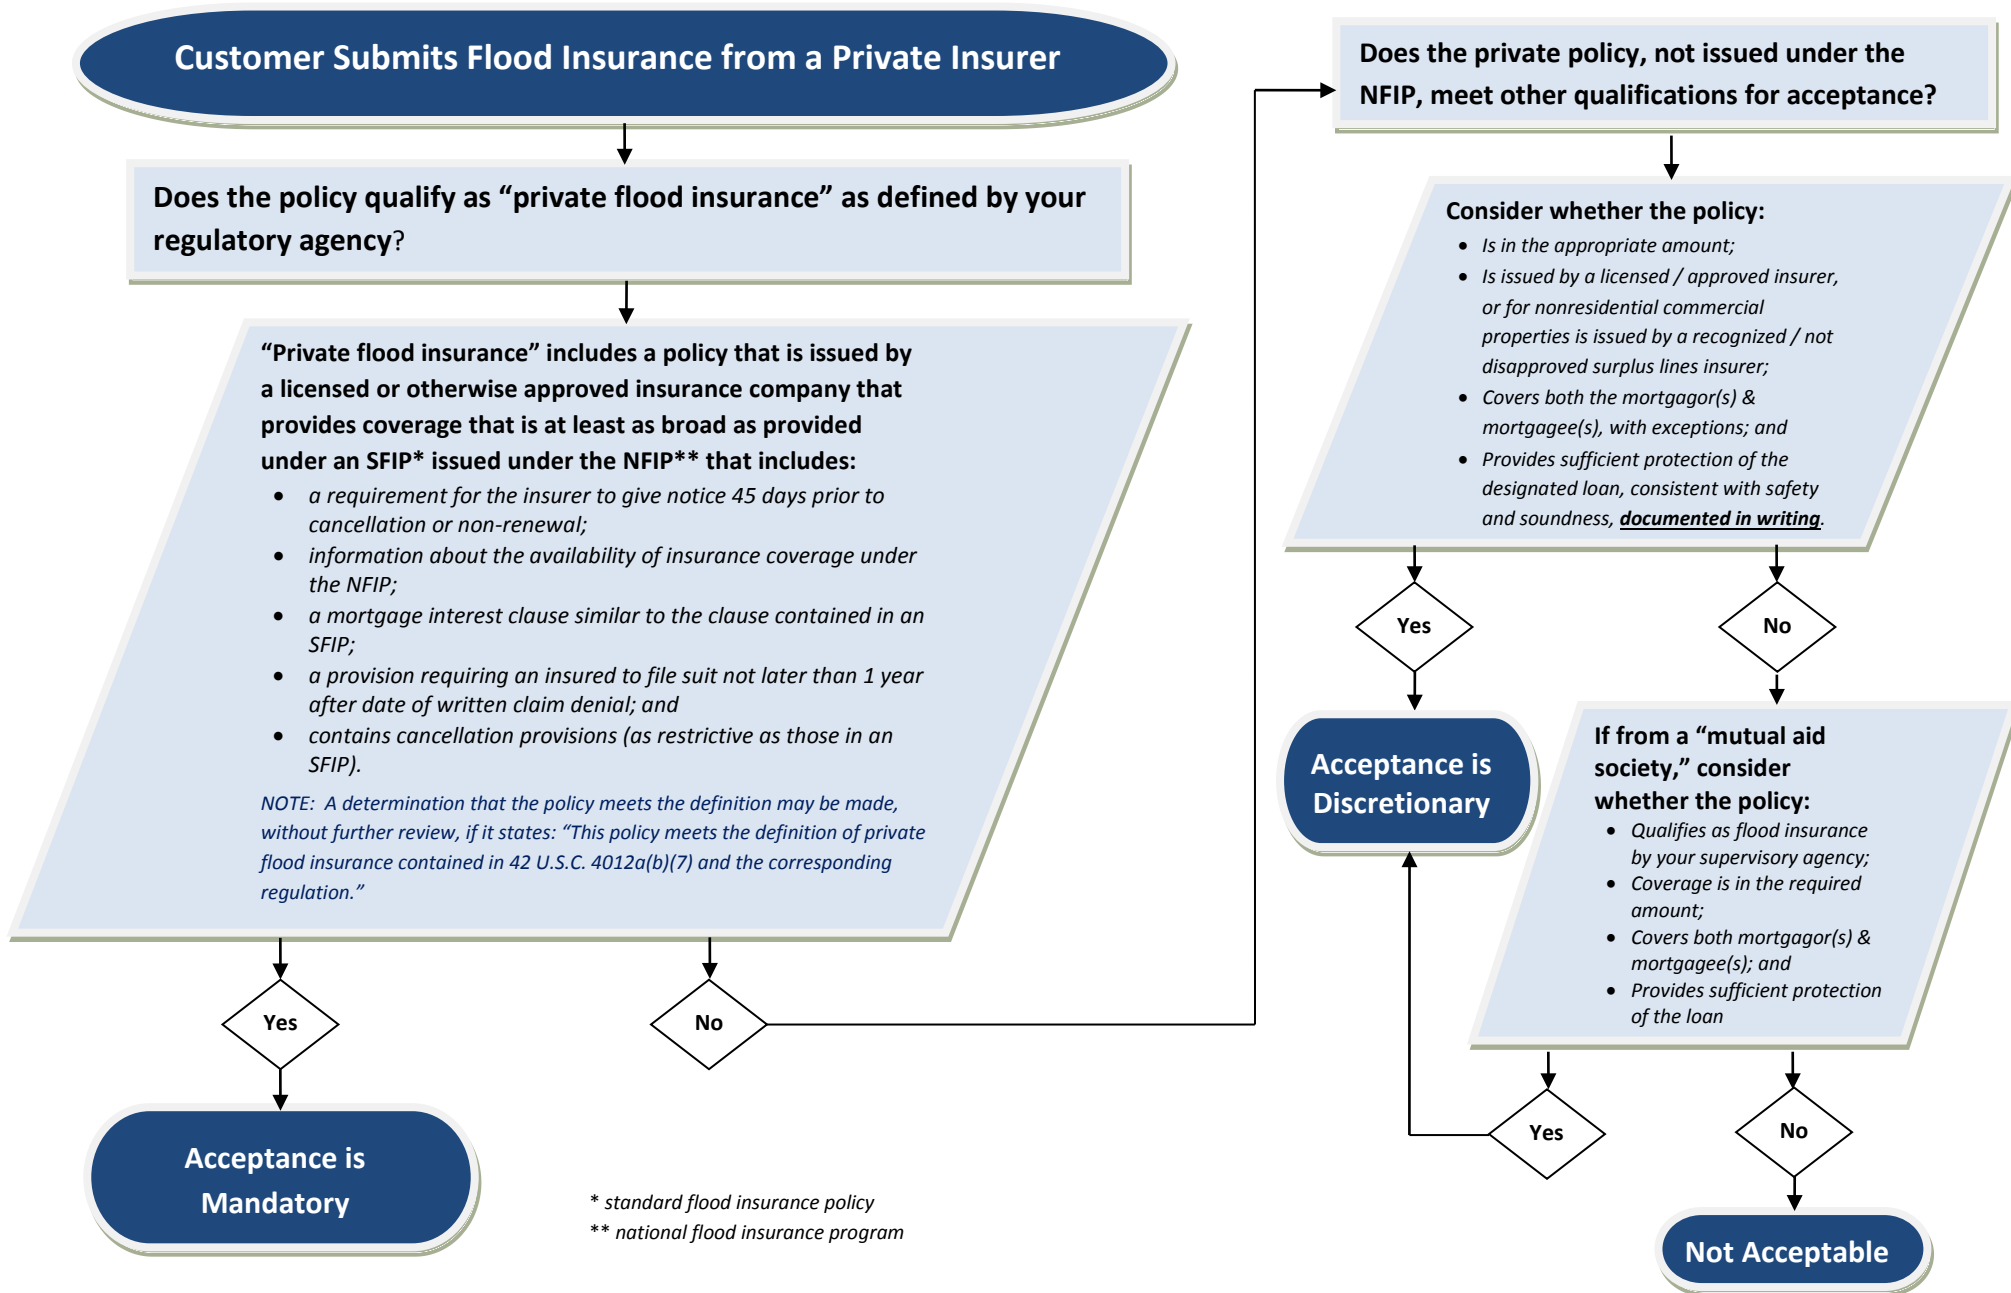 Customer Submits Flood Insurance from a Private Insurer
Does the policy qualify as “private flood insurance” as defined by your
regulatory agency?
“Private flood insurance” includes a policy that is issued by
a licensed or otherwise approved insurance company that
provides coverage that is at least as broad as provided
under an SFIP* issued under the NFIP** that includes:
• a requirement for the insurer to give notice 45 days prior to
cancellation or non-renewal;
• information about the availability of insurance coverage under
the NFIP;
• a mortgage interest clause similar to the clause contained in an
SFIP;
• a provision requiring an insured to file suit not later than 1 year
after date of written claim denial; and
• contains cancellation provisions (as restrictive as those in an
SFIP).
NOTE: A determination that the policy meets the definition may be made,
without further review, if it states: “This policy meets the definition of private
flood insurance contained in 42 U.S.C. 4012a(b)(7) and the corresponding
regulation.”
Yes
No
Acceptance is
Mandatory
* standard flood insurance policy
** national flood insurance program
Does the private policy, not issued under the
NFIP, meet other qualifications for acceptance?
Consider whether the policy:
• Is in the appropriate amount;
• Is issued by a licensed / approved insurer,
or for nonresidential commercial
properties is issued by a recognized / not
disapproved surplus lines insurer;
• Covers both the mortgagor(s) &
mortgagee(s), with exceptions; and
• Provides sufficient protection of the
designated loan, consistent with safety
and soundness, documented in writing.
Yes
No
Acceptance is
Discretionary
If from a “mutual aid
society,” consider
whether the policy:
• Qualifies as flood insurance
by your supervisory agency;
• Coverage is in the required
amount;
• Covers both mortgagor(s) &
mortgagee(s); and
• Provides sufficient protection
of the loan
Yes
No
Not Acceptable